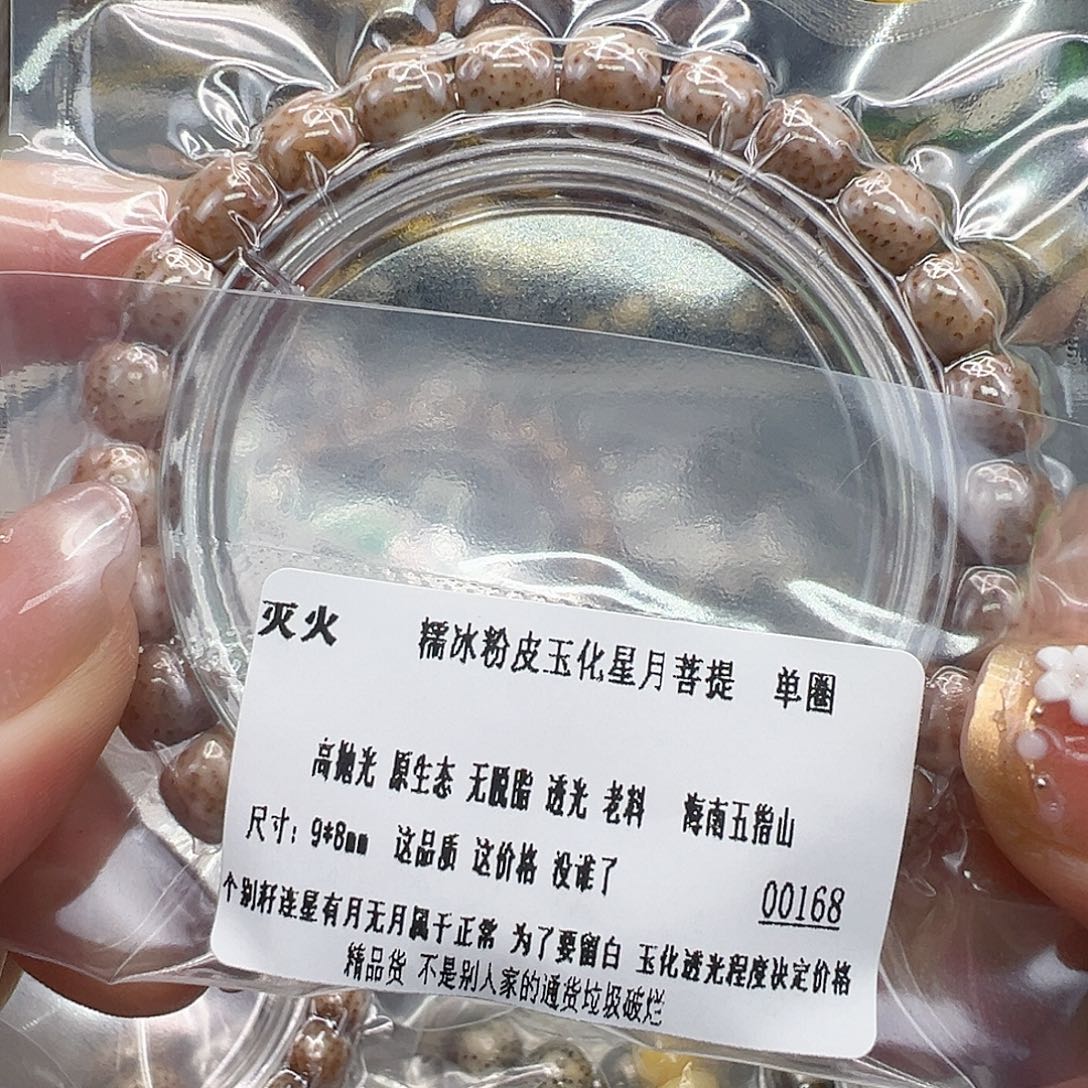 灭火 糯冰粉皮玉化星月菩提 单圈
高抛光 原生态 无脱脂 透光 老料 海南五指山
尺寸：9*8mm 这品质 这价格 没谁了
00168
个别籽连星有月无月属于正常 为了要留白 玉化透光程度决定价格
精品货 不是别人家的通货垃圾破烂